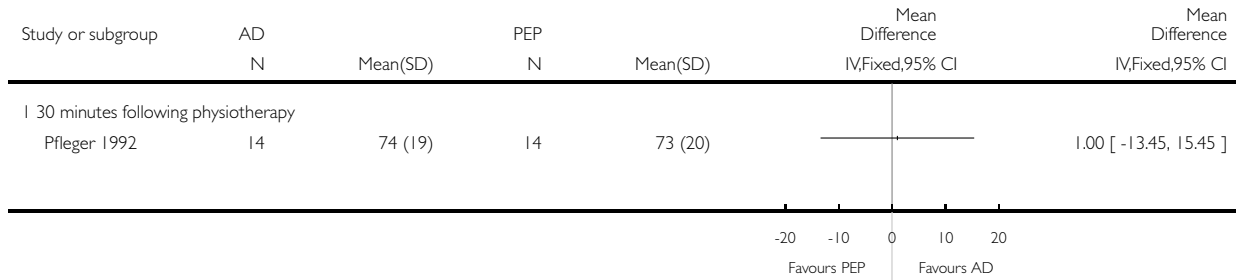 Study or subgroup AD PEP Mean Difference Mean Difference
N Mean(SD) N Mean(SD) IV,Fixed,95% CI IV,Fixed,95% CI
1 30 minutes following physiotherapy
Pfleger 1992 14 74 (19) 14 73 (20) 1.00 [ -13.45, 15.45 ]
-20 -10 0 10 20
Favours PEP Favours AD